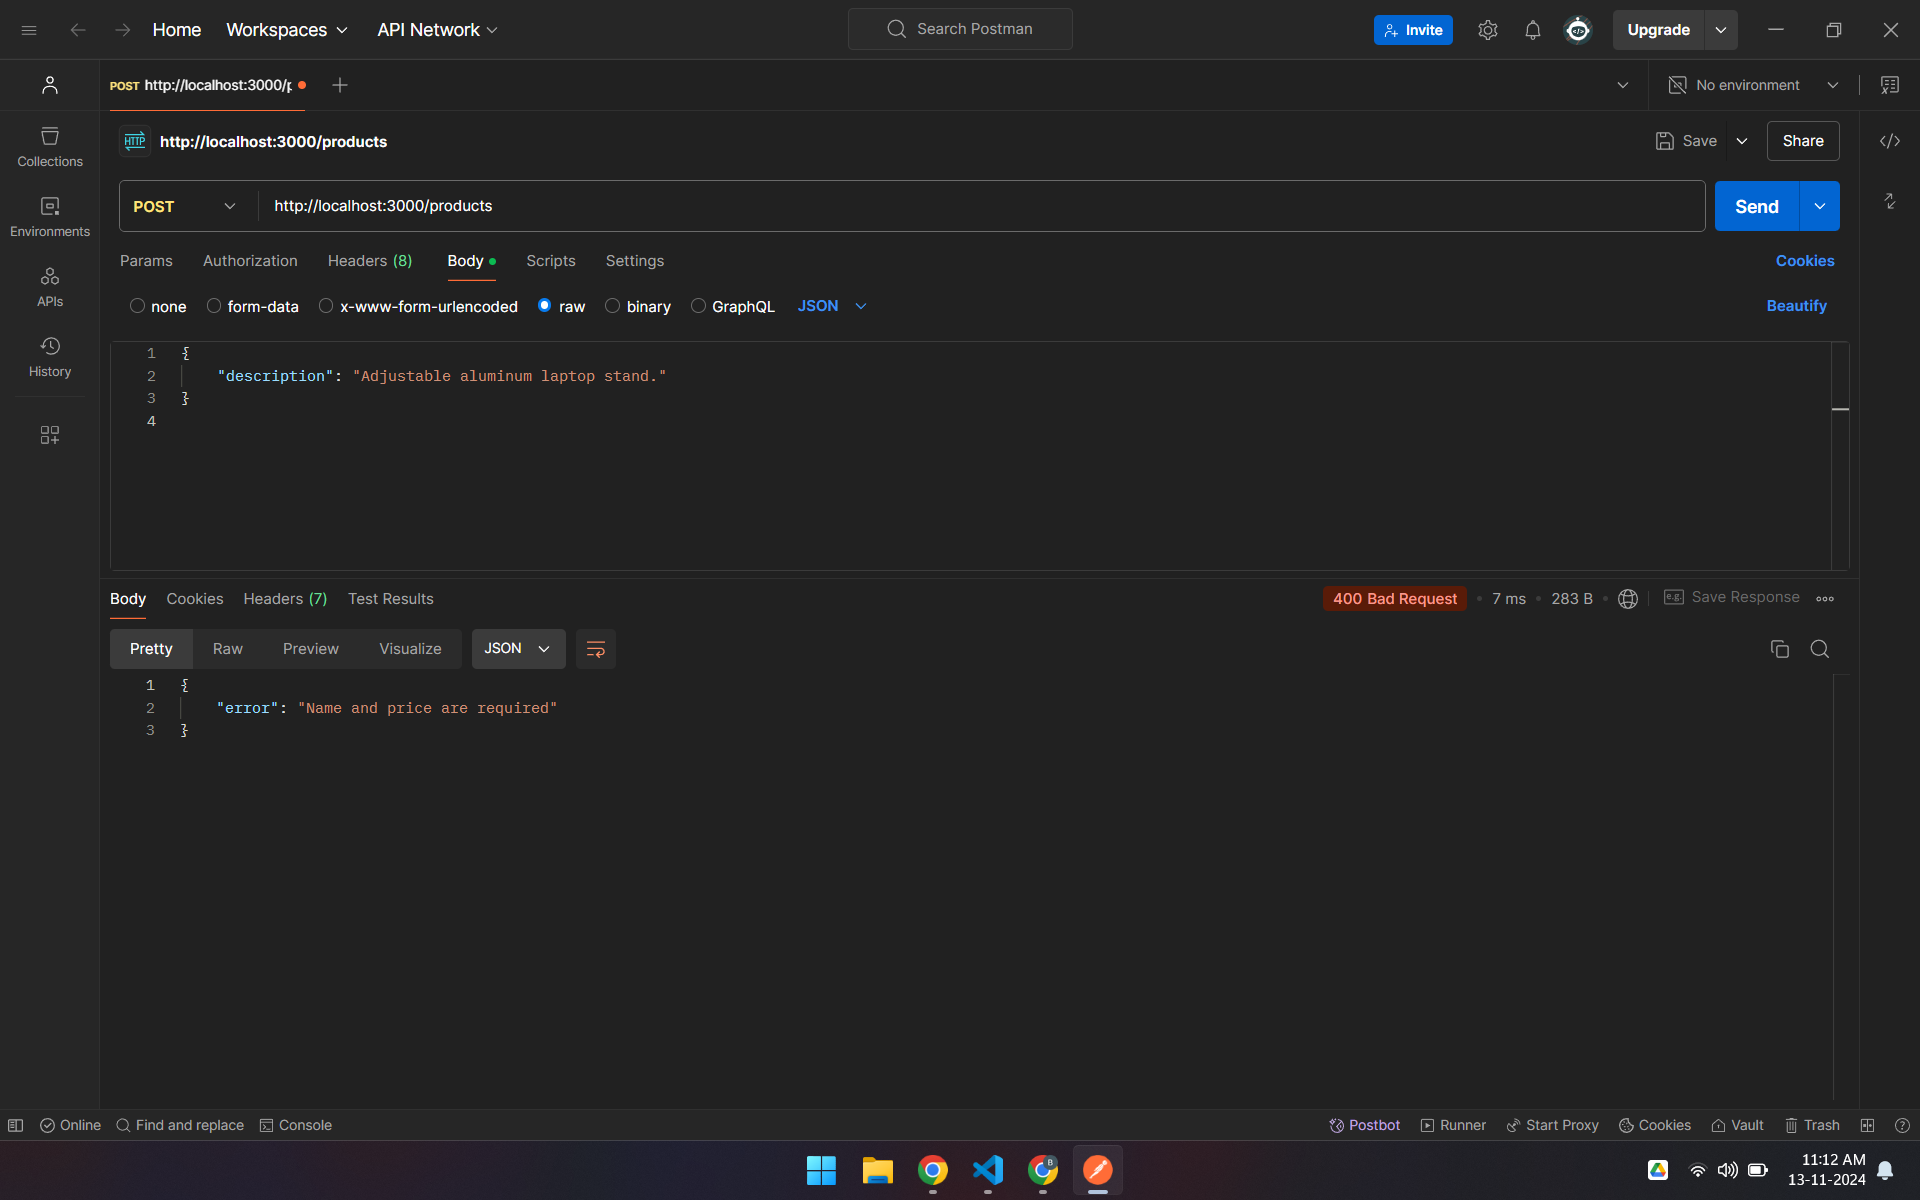 Home Workspaces API Network Search Postman Invite Upgrade
POST http://localhost:3000/p No environment
HTTP http://localhost:3000/products Save Share
POST http://localhost:3000/products Send
Params Authorization Headers (8) Body Scripts Settings Cookies
none form-data x-www-form-urlencoded raw binary GraphQL JSON Beautify
Collections
Environments
APIs
History
1 {
2 "description": "Adjustable aluminum laptop stand."
3 }
4
Body Cookies Headers (7) Test Results 400 Bad Request 7 ms 283 B e.g. Save Response
Pretty Raw Preview Visualize JSON
1 {
2 "error": "Name and price are required"
3 }
Online Find and replace Console Postbot Runner Start Proxy Cookies Vault Trash
11:12 AM
13-11-2024